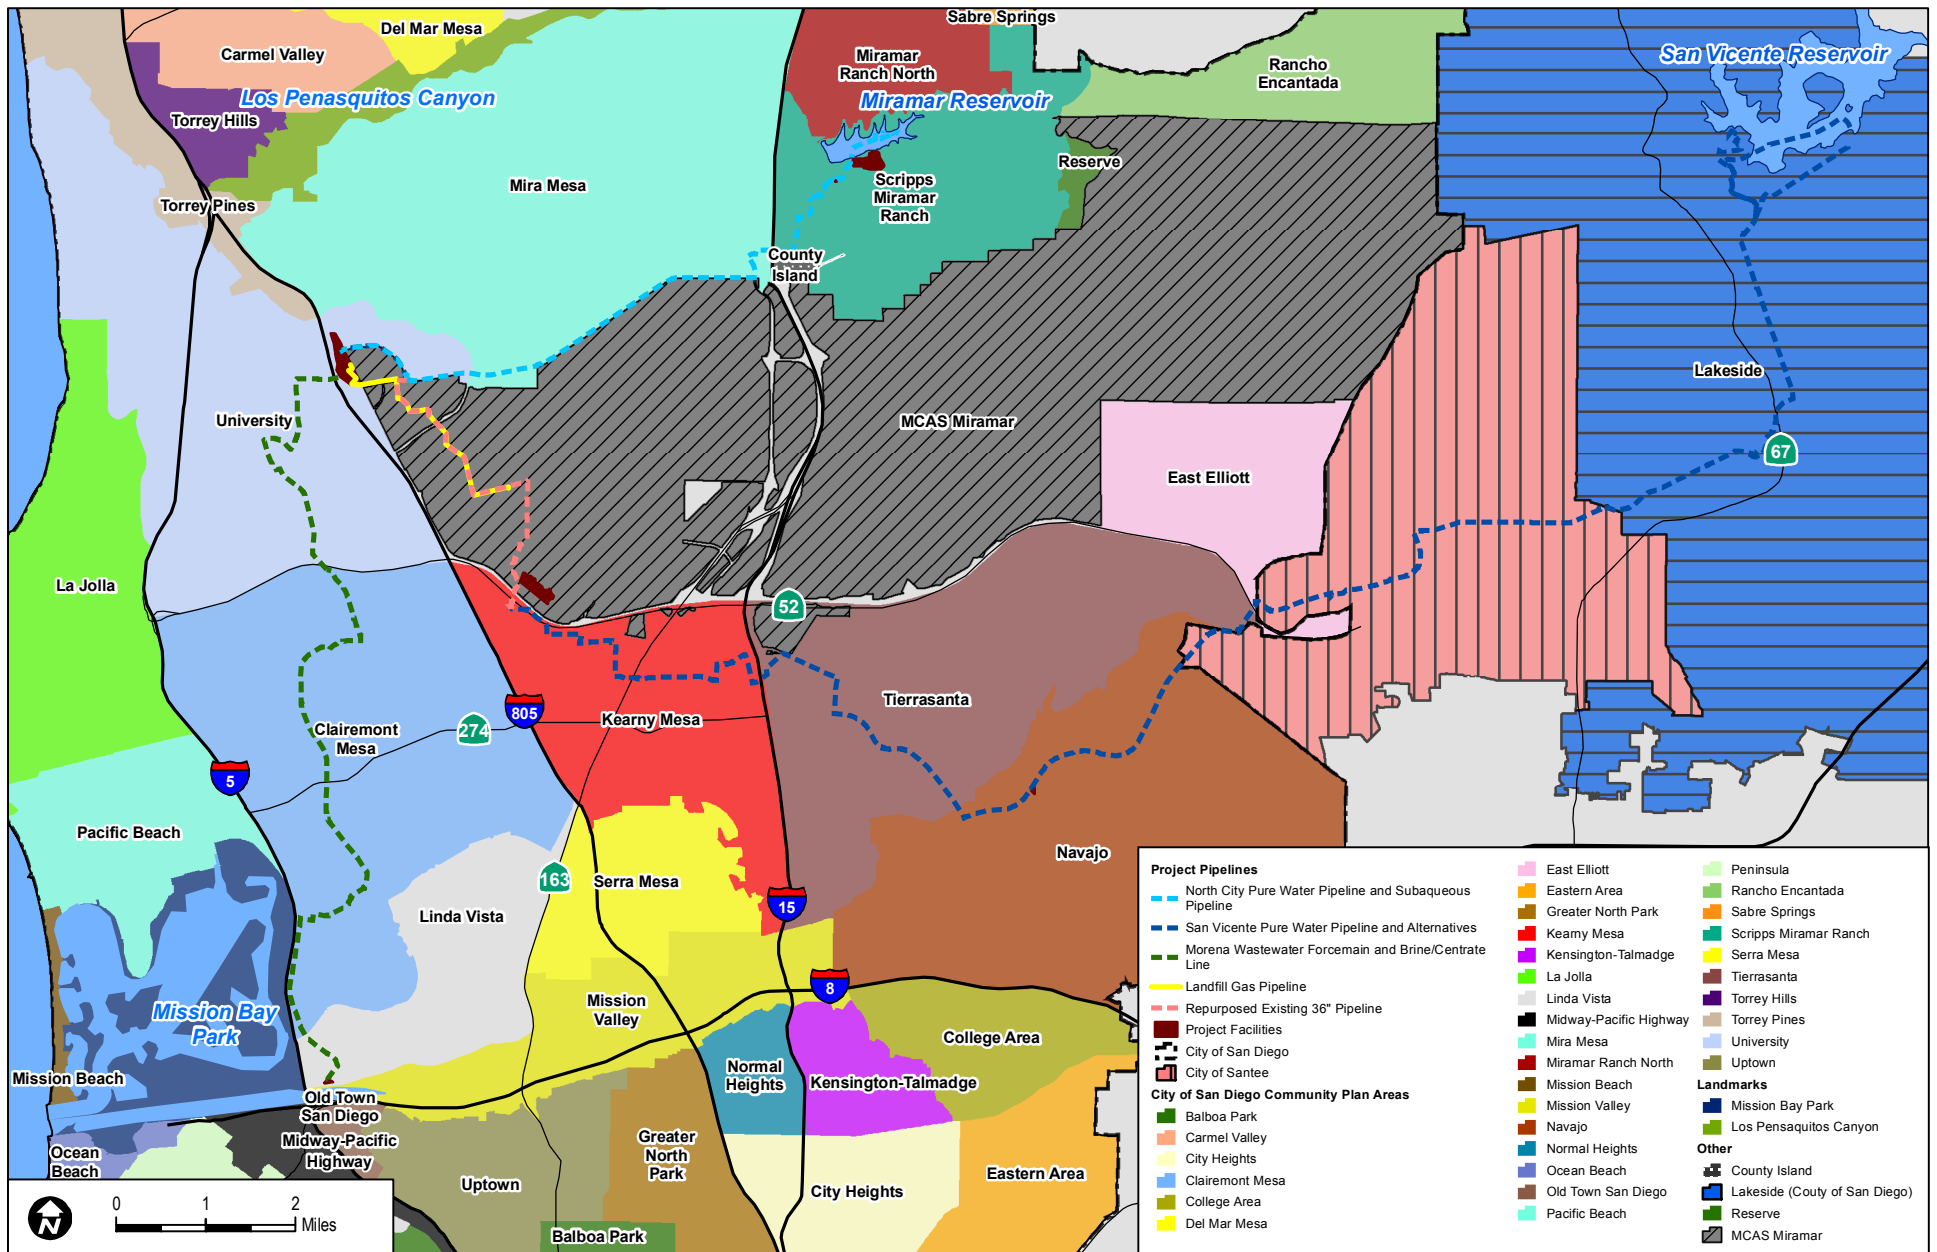 Sabre Springs
Del Mar Mesa
Carmel Valley
Miramar
Ranch North
Rancho
Encantada
San Vicente Reservoir
Los Penasquitos Canyon
Miramar Reservoir
Torrey Hills
Reserve
Mira Mesa
Scripps
Miramar
Ranch
Torrey Pines
County
Island
Lakeside
University
MCAS Miramar
67
East Elliott
La Jolla
52
Tierrasanta
805
Kearny Mesa
274
Clairemont
Mesa
5
Pacific Beach
Navajo
163
Serra Mesa
15
Linda Vista
8
Mission
Valley
Mission Bay
Park
College Area
Normal
Heights
Kensington-Talmadge
Mission Beach
Old Town
San Diego
Midway-Pacific
Highway
Ocean
Beach
Greater
North
Park
Uptown
City Heights
Eastern Area
Balboa Park
N
0 1 2
Miles
Project Pipelines
North City Pure Water Pipeline and Subaqueous
Pipeline
San Vicente Pure Water Pipeline and Alternatives
Morena Wastewater Forcemain and Brine/Centrate
Line
Landfill Gas Pipeline
Repurposed Existing 36" Pipeline
Project Facilities
City of San Diego
City of Santee
City of San Diego Community Plan Areas
Balboa Park
Carmel Valley
City Heights
Clairemont Mesa
College Area
Del Mar Mesa
East Elliott
Eastern Area
Greater North Park
Kearny Mesa
Kensington-Talmadge
La Jolla
Linda Vista
Midway-Pacific Highway
Mira Mesa
Miramar Ranch North
Mission Beach
Mission Valley
Navajo
Normal Heights
Ocean Beach
Old Town San Diego
Pacific Beach
Peninsula
Rancho Encantada
Sabre Springs
Scripps Miramar Ranch
Serra Mesa
Tierrasanta
Torrey Hills
Torrey Pines
University
Uptown
Landmarks
Mission Bay Park
Los Pensaquitos Canyon
Other
County Island
Lakeside (Couty of San Diego)
Reserve
MCAS Miramar